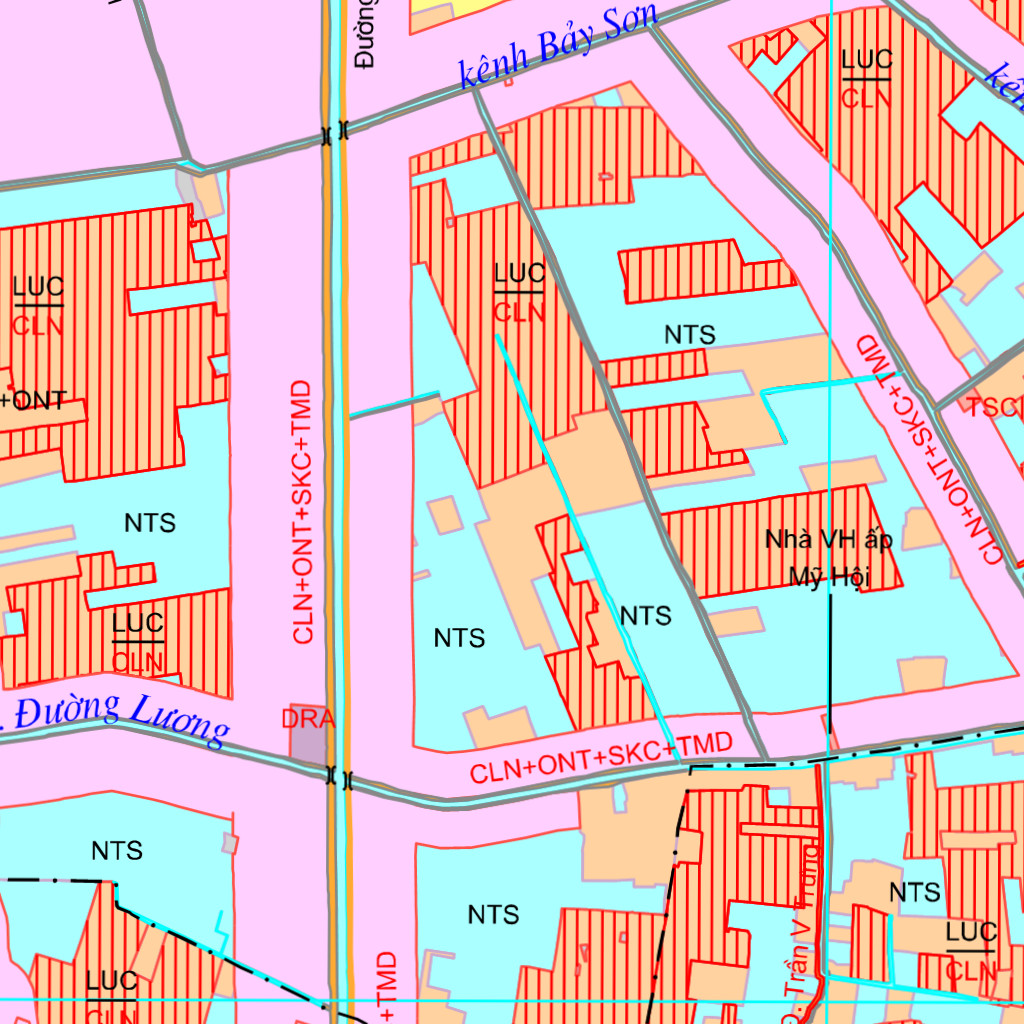 Đường
kênh Bảy Sơn
LUC
CLN
LUC
CLN
LUC
CLN
NTS
+ONT
CLN+ONT+SKC+TMD
CLN+ONT+SKC+TMD
TSC
NTS
Nhà VH ấp
Mỹ Hội
NTS
NTS
LUC
CLN
Đường Lương
DRA
CLN+ONT+SKC+TMD
NTS
NTS
NTS
LUC
CLN
LUC
CLN
+TMD
Đ. Trần V Trung